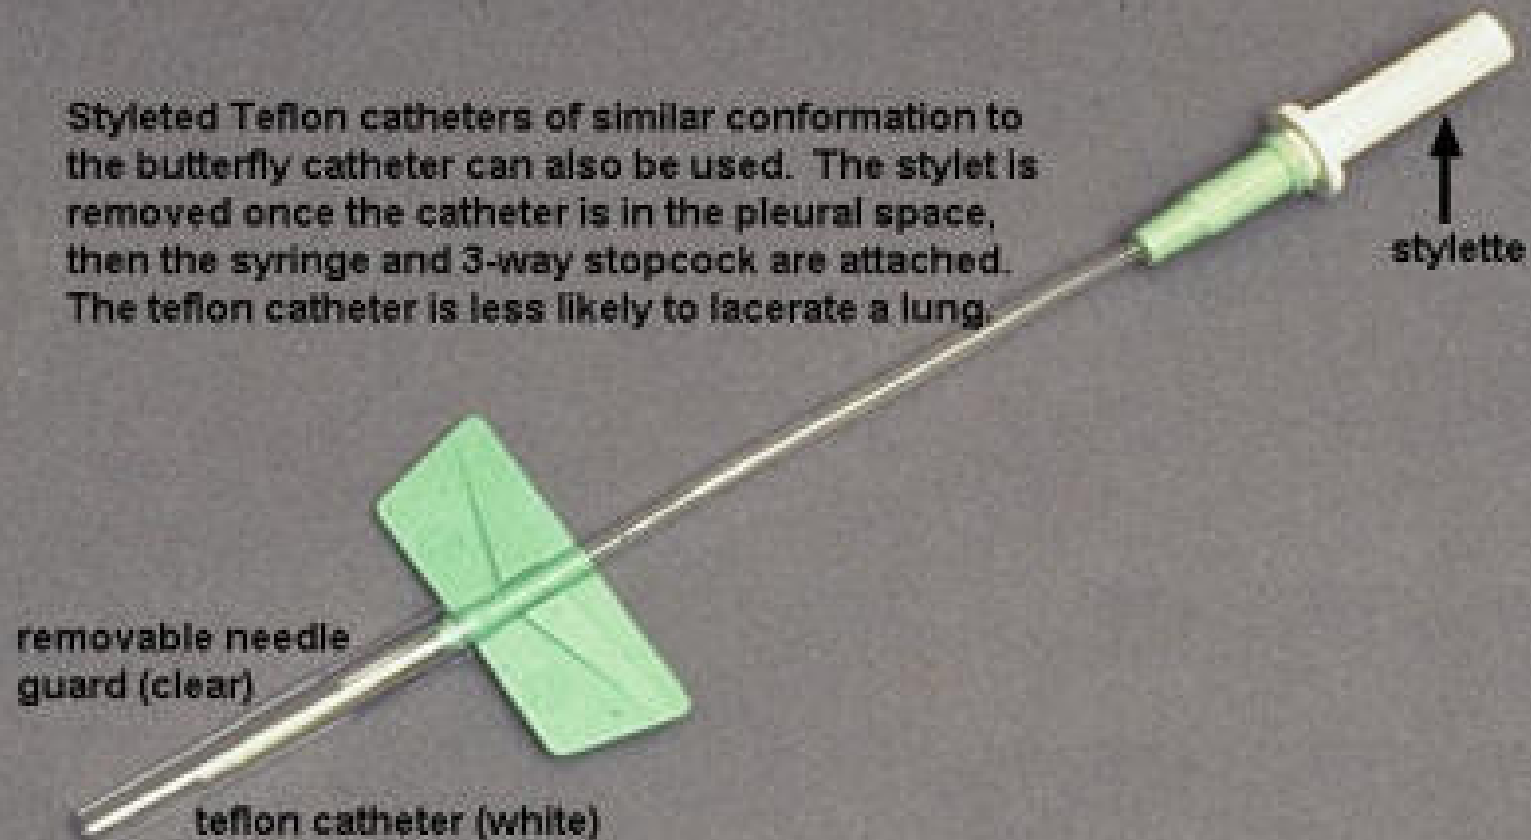 Styleted Teflon catheters of similar conformation to
the butterfly catheter can also be used.  The stylet is
removed once the catheter is in the pleural space,
then the syringe and 3-way stopcock are attached.
The teflon catheter is less likely to lacerate a lung.
stylette
removable needle
guard (clear)
teflon catheter (white)